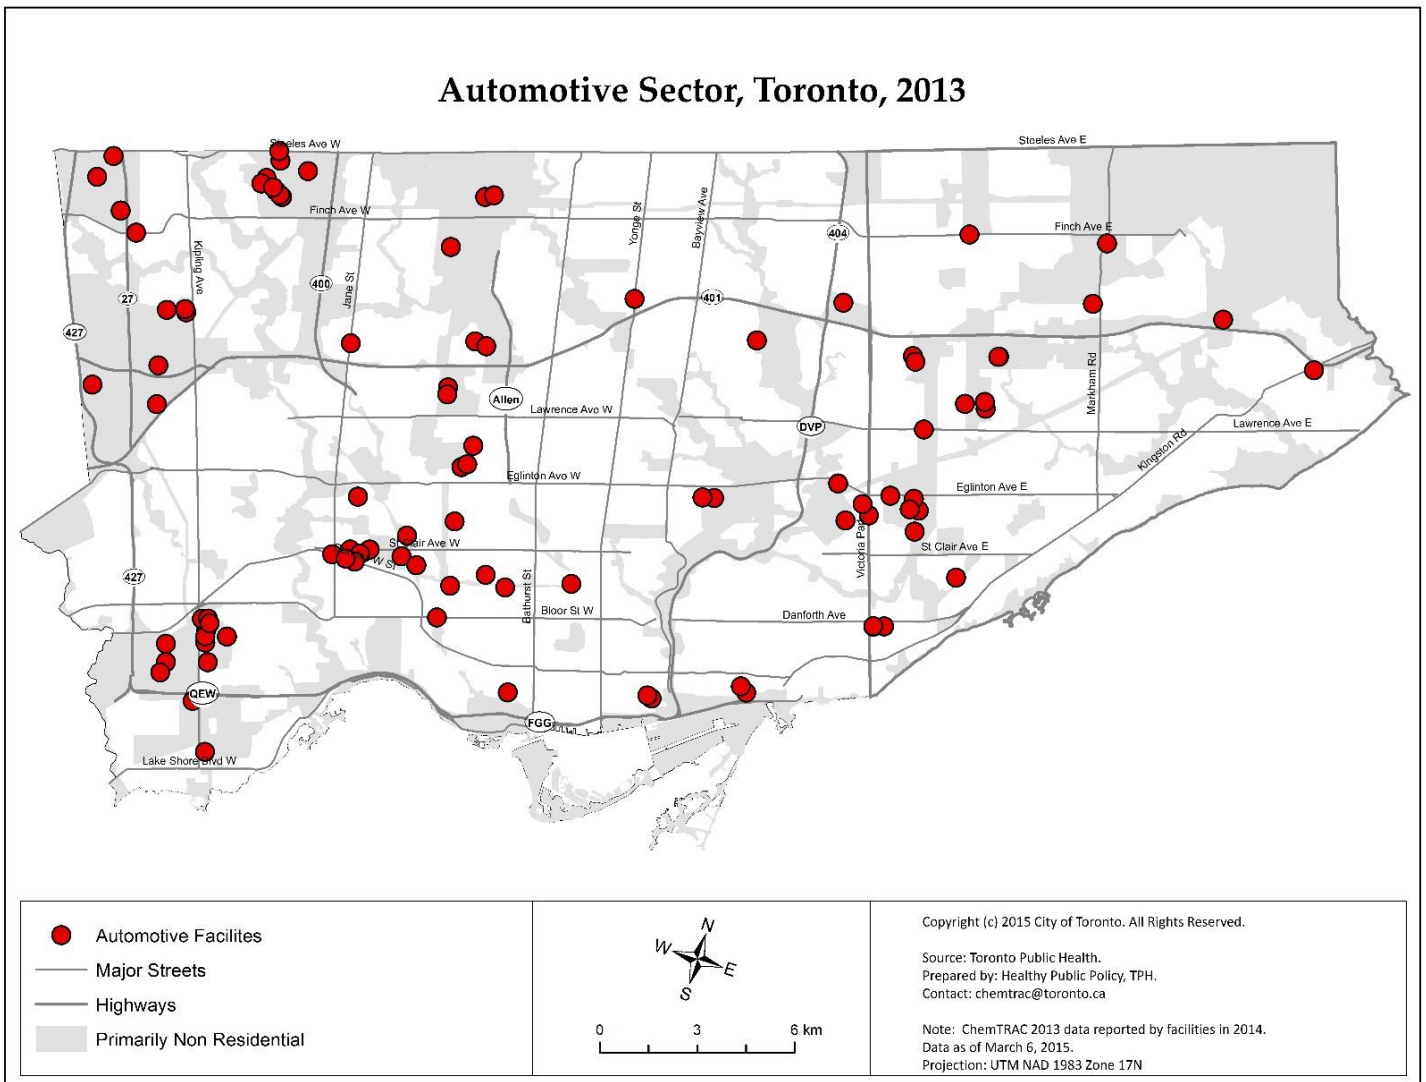 Automotive Sector, Toronto, 2013
Steeles Ave E
Steeles Ave W
Finch Ave W
Finch Ave E
Kipling Ave
Jane St
Yonge St
Bayview Ave
404
400
27
401
427
Markham Rd
Allen
Lawrence Ave W
DVP
Lawrence Ave E
Kingston Rd
Eglinton Ave W
Eglinton Ave E
St Clair Ave W
W St
St Clair Ave E
Victoria Park
427
Bathurst St
Bloor St W
Danforth Ave
QEW
FGG
Lake Shore Blvd W
Automotive Facilites
Major Streets
Highways
Primarily Non Residential
N
W
E
S
0 3 6 km
Copyright (c) 2015 City of Toronto. All Rights Reserved.
Source: Toronto Public Health.
Prepared by: Healthy Public Policy, TPH.
Contact: chemtrac@toronto.ca
Note: ChemTRAC 2013 data reported by facilities in 2014.
Data as of March 6, 2015.
Projection: UTM NAD 1983 Zone 17N